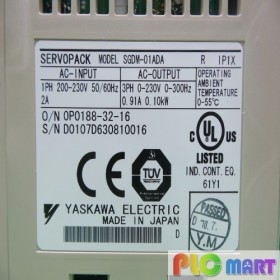 SERVOPACK MODEL SGDM-01ADA R IP1X
AC-INPUT AC-OUTPUT OPERATING AMBIENT TEMPERATURE 0-55°C
1PH 200-230V 50/60Hz 3PH 0-230V 0-300Hz
2A 0.91A 0.10kW
O/N 0P0188-32-16
S/N D0107D630810016
TÜV
C UL US
LISTED
IND. CONT. EQ.
61Y1
YASKAWA ELECTRIC
MADE IN JAPAN D
PASSED
Y.M
PLC mart